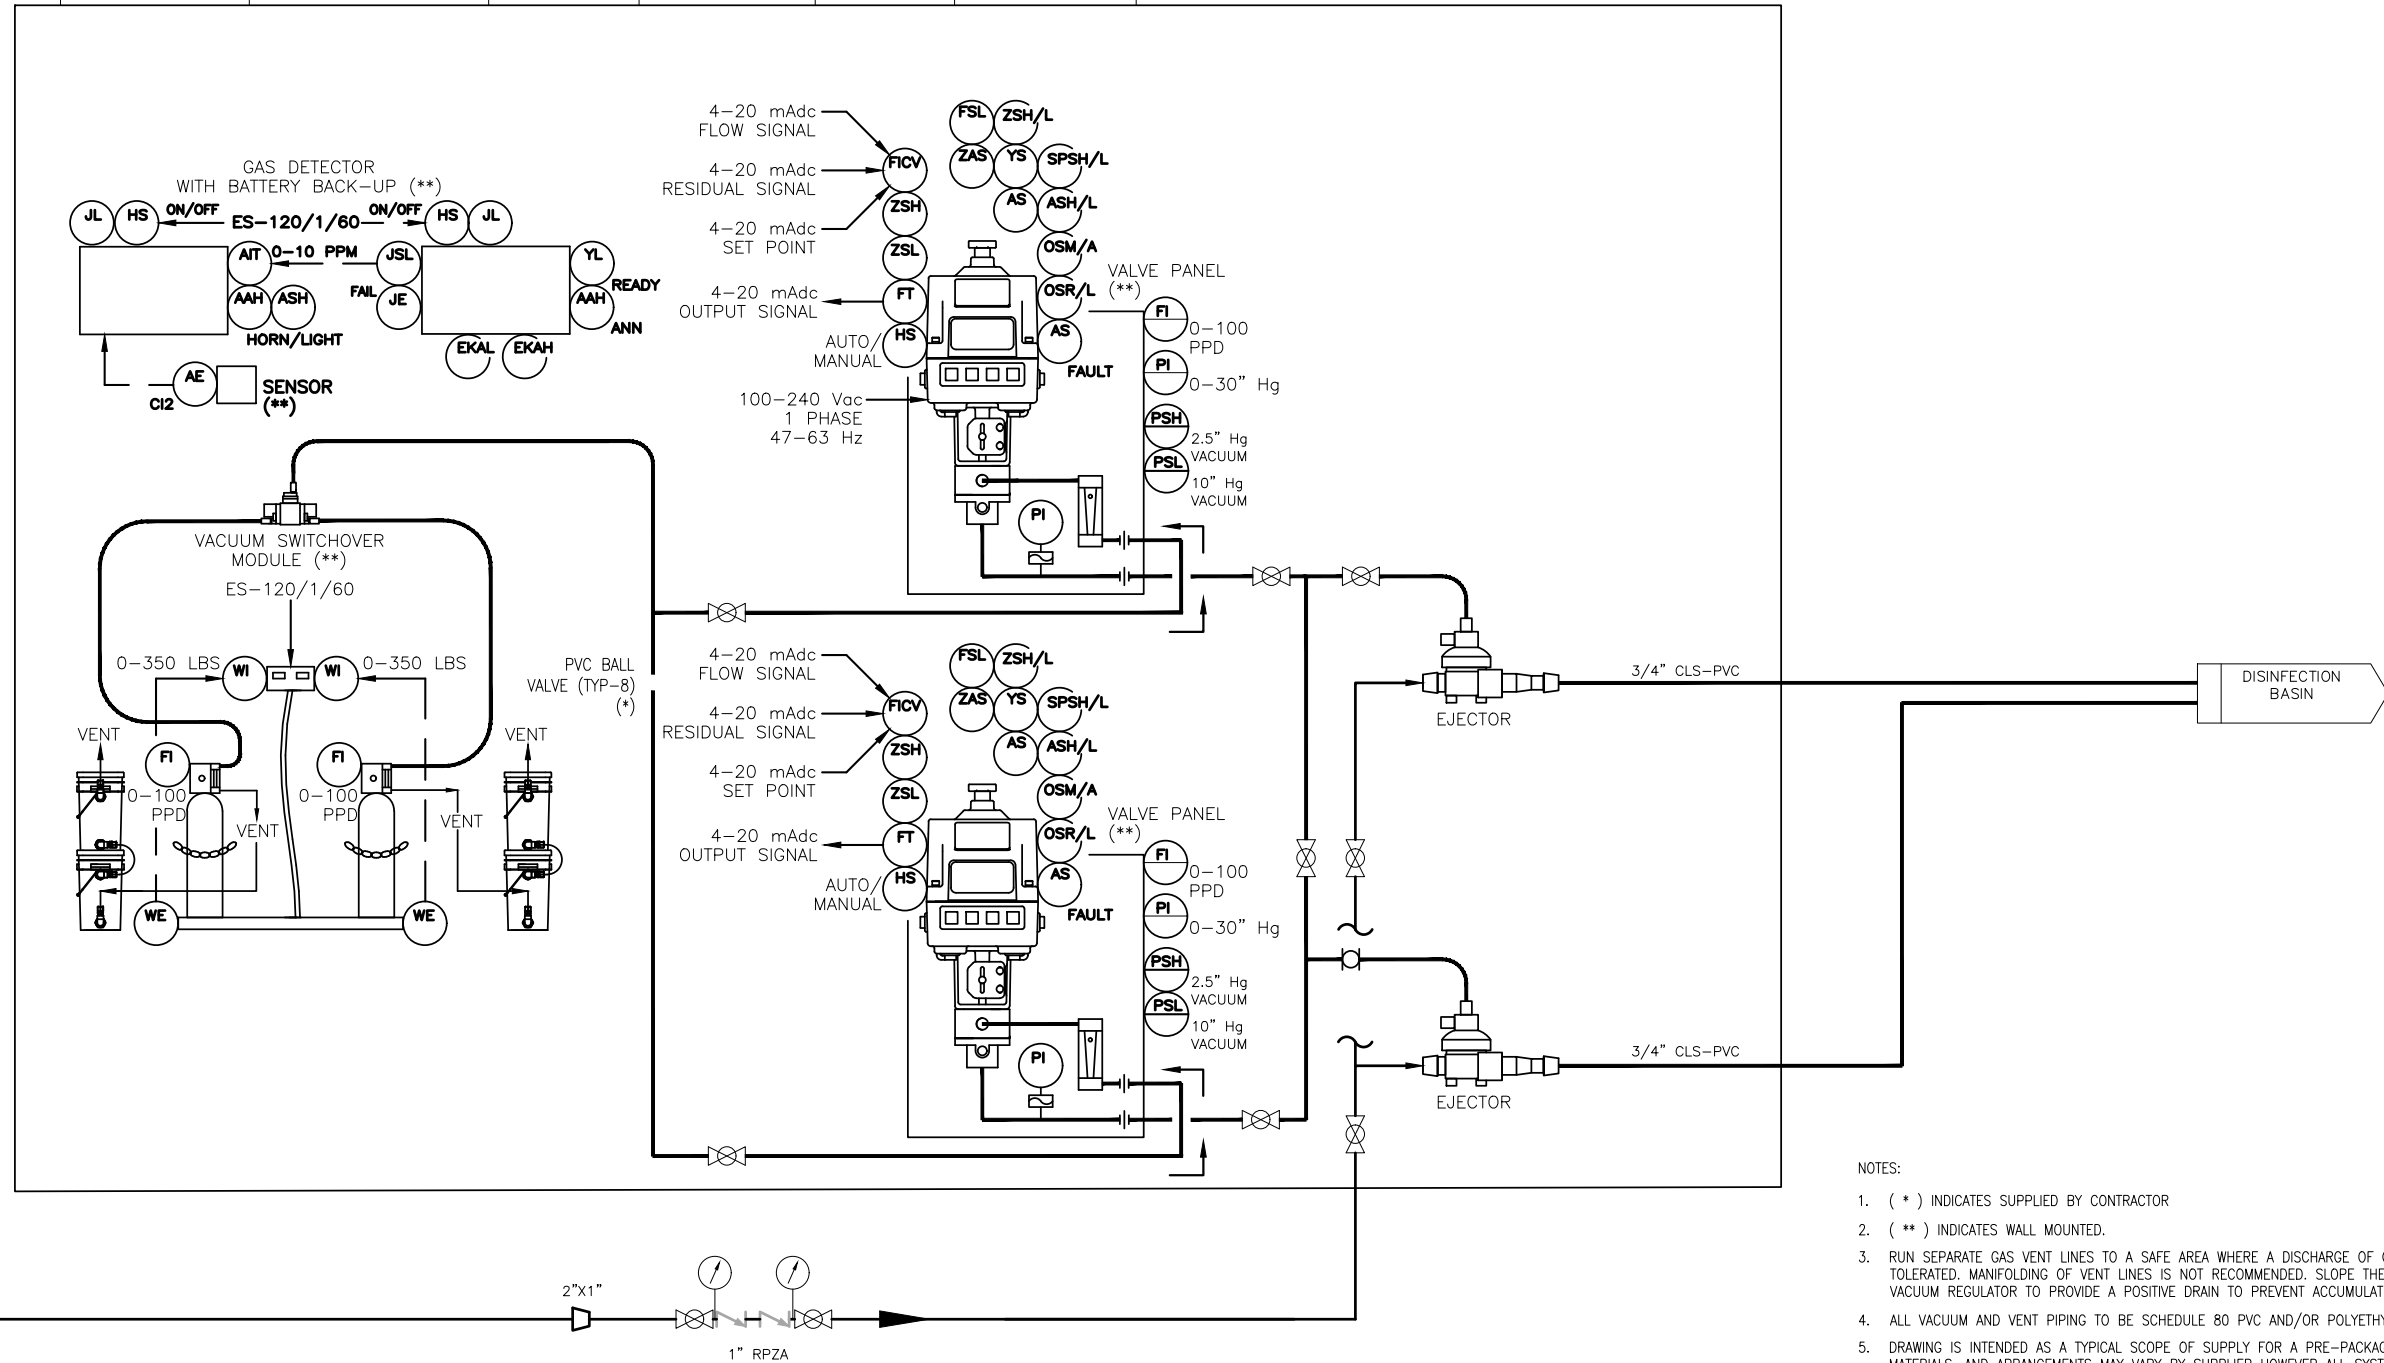 GAS DETECTOR
WITH BATTERY BACK-UP (**)
JL
HS
ON/OFF
ES-120/1/60
ON/OFF
HS
JL
AIT
0-10 PPM
JSL
YL
READY
AAH
ASH
FAIL
JE
AAH
ANN
HORN/LIGHT
EKAL
EKAH
AE
Cl2
SENSOR
(**)
4-20 mAdc
FLOW SIGNAL
4-20 mAdc
RESIDUAL SIGNAL
4-20 mAdc
SET POINT
4-20 mAdc
OUTPUT SIGNAL
AUTO/
MANUAL
100-240 Vac
1 PHASE
47-63 Hz
FICV
ZSH
ZSL
FT
HS
FSL
ZSH/L
ZAS
YS
SPSH/L
AS
ASH/L
OSM/A
OSR/L
AS
FAULT
VALVE PANEL
(**)
FI
0-100
PPD
PI
0-30" Hg
PSH
2.5" Hg
VACUUM
PSL
10" Hg
VACUUM
PI
VACUUM SWITCHOVER
MODULE (**)
ES-120/1/60
0-350 LBS
WI
WI
0-350 LBS
VENT
FI
0-100
PPD
VENT
FI
0-100
PPD
VENT
VENT
WE
WE
PVC BALL
VALVE (TYP-8)
(*)
4-20 mAdc
FLOW SIGNAL
4-20 mAdc
RESIDUAL SIGNAL
4-20 mAdc
SET POINT
4-20 mAdc
OUTPUT SIGNAL
AUTO/
MANUAL
FICV
ZSH
ZSL
FT
HS
FSL
ZSH/L
ZAS
YS
SPSH/L
AS
ASH/L
OSM/A
OSR/L
AS
FAULT
VALVE PANEL
(**)
FI
0-100
PPD
PI
0-30" Hg
PSH
2.5" Hg
VACUUM
PSL
10" Hg
VACUUM
PI
EJECTOR
3/4" CLS-PVC
DISINFECTION
BASIN
EJECTOR
3/4" CLS-PVC
2"X1"
1" RPZA
NOTES:
1. ( * ) INDICATES SUPPLIED BY CONTRACTOR
2. ( ** ) INDICATES WALL MOUNTED.
3. RUN SEPARATE GAS VENT LINES TO A SAFE AREA WHERE A DISCHARGE OF
TOLERATED. MANIFOLDING OF VENT LINES IS NOT RECOMMENDED. SLOPE THE
VACUUM REGULATOR TO PROVIDE A POSITIVE DRAIN TO PREVENT ACCUMULAT
4. ALL VACUUM AND VENT PIPING TO BE SCHEDULE 80 PVC AND/OR POLYETHY
5. DRAWING IS INTENDED AS A TYPICAL SCOPE OF SUPPLY FOR A PRE-PACKAG
MATERIALS, AND ARRANGEMENTS MAY VARY BY SUPPLIER HOWEVER ALL SYST